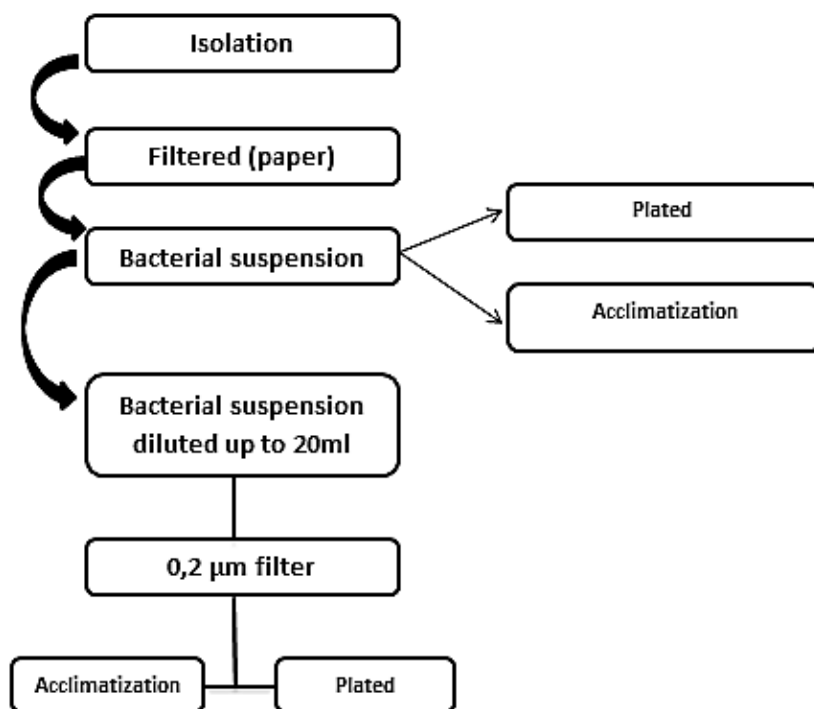 Isolation
Filtered (paper)
Plated
Bacterial suspension
Acclimatization
Bacterial suspension
diluted up to 20ml
0,2 µm filter
Acclimatization
Plated